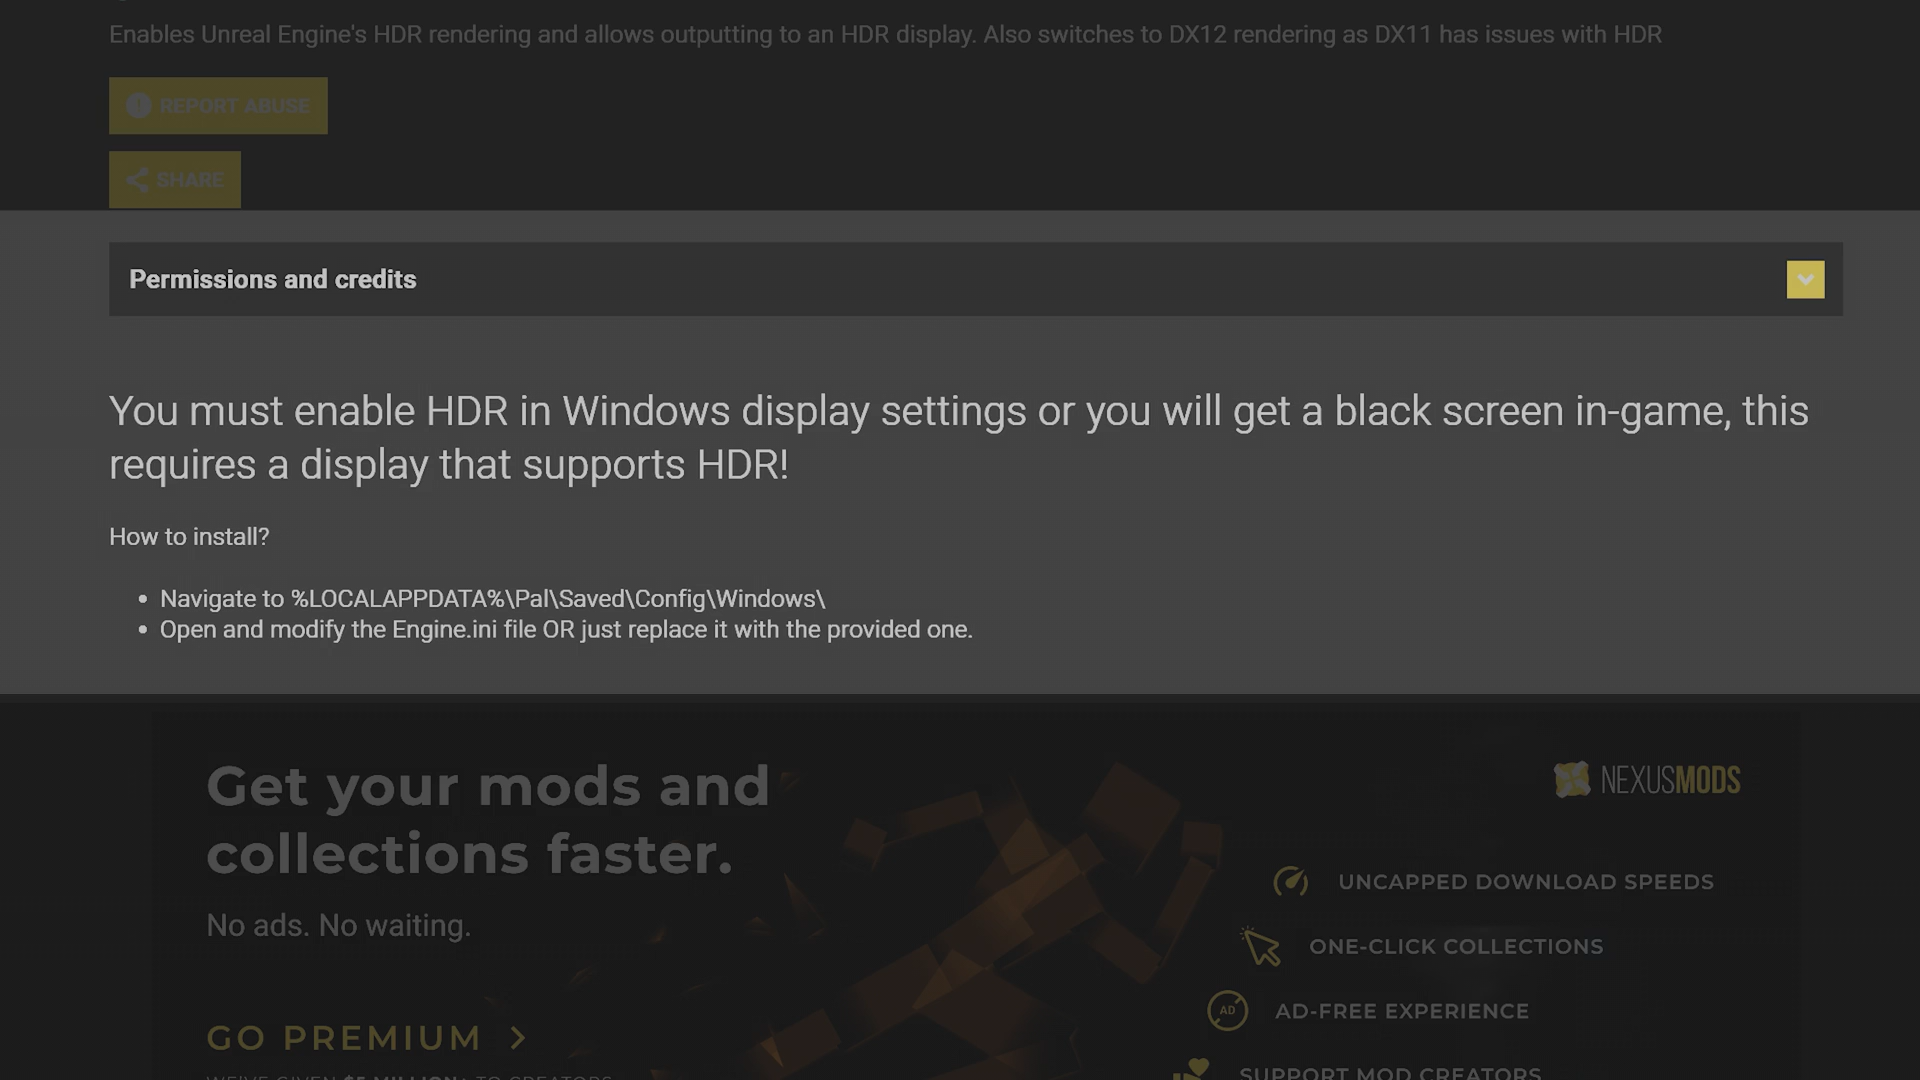 Enables Unreal Engine's HDR rendering and allows outputting to an HDR display. Also switches to DX12 rendering as DX11 has issues with HDR
REPORT ABUSE
SHARE
Permissions and credits
You must enable HDR in Windows display settings or you will get a black screen in-game, this
requires a display that supports HDR!
How to install?
• Navigate to %LOCALAPPDATA%\Pal\Saved\Config\Windows\
• Open and modify the Engine.ini file OR just replace it with the provided one.
Get your mods and
collections faster.
No ads. No waiting.
GO PREMIUM
NEXUSMODS
UNCAPPED DOWNLOAD SPEEDS
ONE-CLICK COLLECTIONS
AD
AD-FREE EXPERIENCE
SUPPORT MOD CREATORS